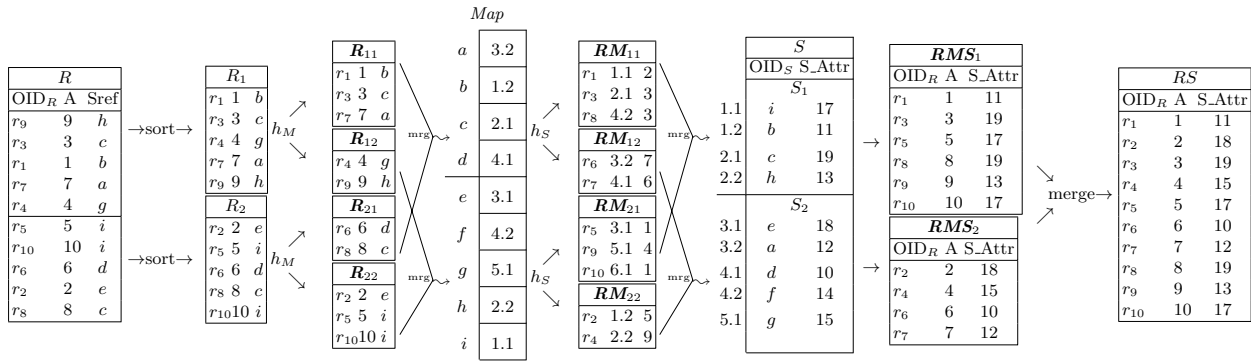 R
OID_R A Sref
r9 9 h
r3 3 c
r1 1 b
r7 7 a
r4 4 g
r5 5 i
r10 10 i
r6 6 d
r2 2 e
r8 8 c
→sort→
→sort→
R1
r1 1 b
r3 3 c
r4 4 g
r7 7 a
r9 9 h
R2
r2 2 e
r5 5 i
r6 6 d
r8 8 c
r10 10 i
h_M
h_M
R11
r1 1 b
r3 3 c
r7 7 a
R12
r4 4 g
r9 9 h
R21
r6 6 d
r8 8 c
R22
r2 2 e
r5 5 i
r10 10 i
mrg
mrg
Map
a 3.2
b 1.2
c 2.1
d 4.1
e 3.1
f 4.2
g 5.1
h 2.2
i 1.1
h_S
h_S
RM11
r1 1.1 2
r3 2.1 3
r8 4.2 3
RM12
r6 3.2 7
r7 4.1 6
RM21
r5 3.1 1
r9 5.1 4
r10 6.1 1
RM22
r2 1.2 5
r4 2.2 9
mrg
mrg
S
OID_S S_Attr
S1
1.1 i 17
1.2 b 11
2.1 c 19
2.2 h 13
S2
3.1 e 18
3.2 a 12
4.1 d 10
4.2 f 14
5.1 g 15
→
→
RMS1
OID_R A S_Attr
r1 1 11
r3 3 19
r5 5 17
r8 8 19
r9 9 13
r10 10 17
RMS2
OID_R A S_Attr
r2 2 18
r4 4 15
r6 6 10
r7 7 12
merge→
RS
OID_R A S_Attr
r1 1 11
r2 2 18
r3 3 19
r4 4 15
r5 5 17
r6 6 10
r7 7 12
r8 8 19
r9 9 13
r10 10 17